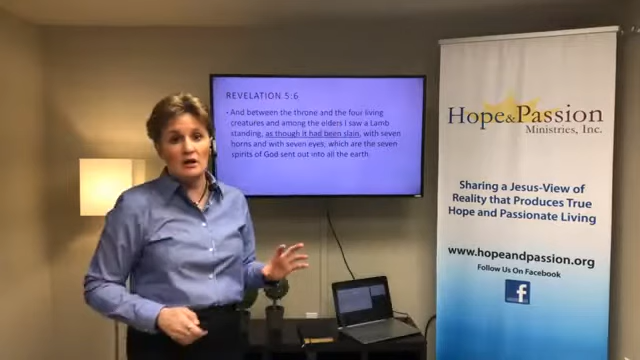 REVELATION 5:6
- And between the throne and the four living
creatures and among the elders I saw a Lamb
standing, as though it had been slain, with seven
horns and with seven eyes, which are the seven
spirits of God sent out into all the earth.
Hope&Passion
Ministries, Inc.
Sharing a Jesus-View of
Reality that Produces True
Hope and Passionate Living
www.hopeandpassion.org
Follow Us On Facebook
f